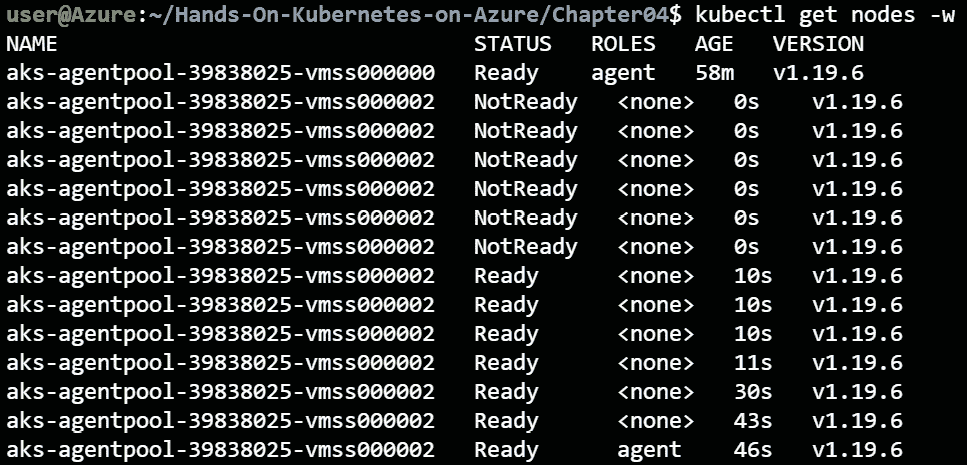 user@Azure:~/Hands-On-Kubernetes-on-Azure/Chapter04$ kubectl get nodes -w
NAME STATUS ROLES AGE VERSION
aks-agentpool-39838025-vmss000000 Ready agent 58m v1.19.6
aks-agentpool-39838025-vmss000002 NotReady <none> 0s v1.19.6
aks-agentpool-39838025-vmss000002 NotReady <none> 0s v1.19.6
aks-agentpool-39838025-vmss000002 NotReady <none> 0s v1.19.6
aks-agentpool-39838025-vmss000002 NotReady <none> 0s v1.19.6
aks-agentpool-39838025-vmss000002 NotReady <none> 0s v1.19.6
aks-agentpool-39838025-vmss000002 NotReady <none> 0s v1.19.6
aks-agentpool-39838025-vmss000002 Ready <none> 10s v1.19.6
aks-agentpool-39838025-vmss000002 Ready <none> 10s v1.19.6
aks-agentpool-39838025-vmss000002 Ready <none> 10s v1.19.6
aks-agentpool-39838025-vmss000002 Ready <none> 11s v1.19.6
aks-agentpool-39838025-vmss000002 Ready <none> 30s v1.19.6
aks-agentpool-39838025-vmss000002 Ready <none> 43s v1.19.6
aks-agentpool-39838025-vmss000002 Ready agent 46s v1.19.6